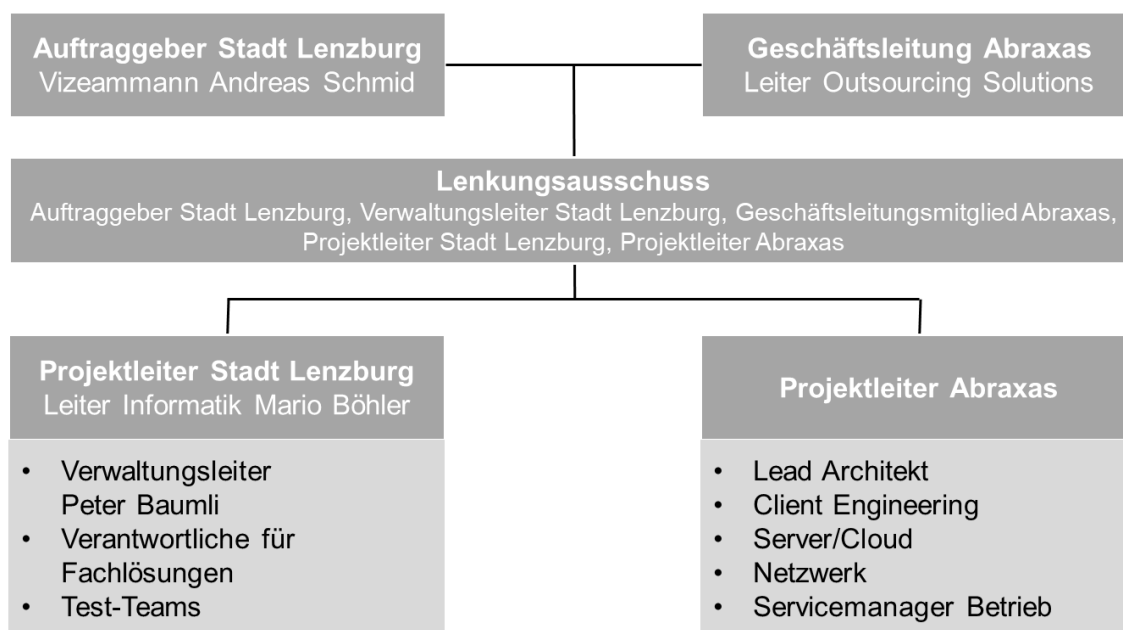 Auftraggeber Stadt Lenzburg
Vizeammann Andreas Schmid
Geschäftsleitung Abraxas
Leiter Outsourcing Solutions
Lenkungsausschuss
Auftraggeber Stadt Lenzburg, Verwaltungsleiter Stadt Lenzburg, Geschäftsleitungsmitglied Abraxas,
Projektleiter Stadt Lenzburg, Projektleiter Abraxas
Projektleiter Stadt Lenzburg
Leiter Informatik Mario Böhler
• Verwaltungsleiter
Peter Baumli
• Verantwortliche für
Fachlösungen
• Test-Teams
Projektleiter Abraxas
• Lead Architekt
• Client Engineering
• Server/Cloud
• Netzwerk
• Servicemanager Betrieb